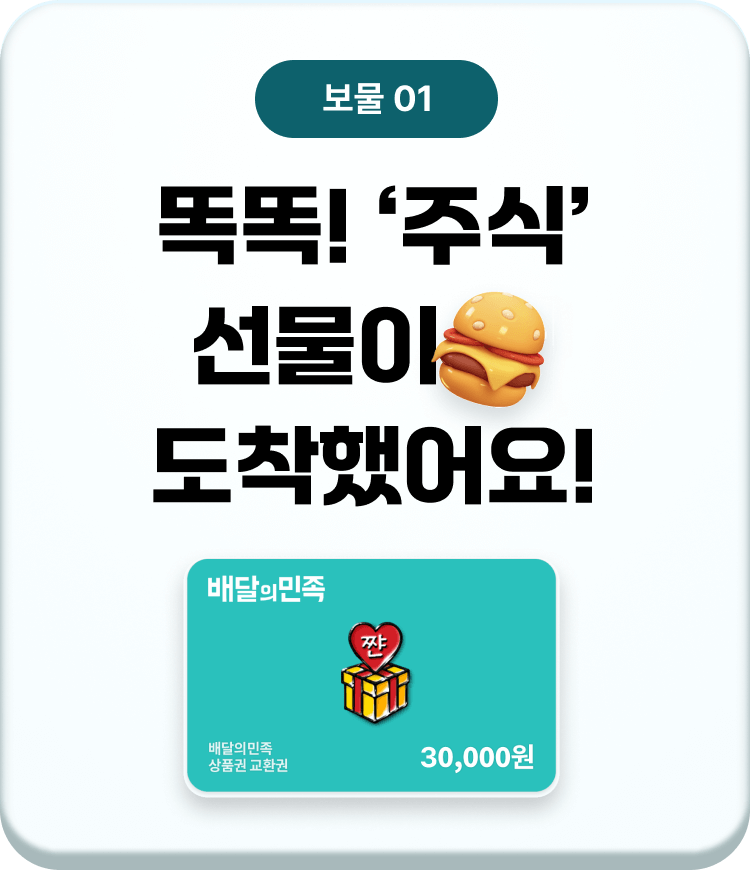 보물 01
똑똑! ‘주식’
선물이
도착했어요!
배달의민족
짠
배달의민족
상품권 교환권
30,000원